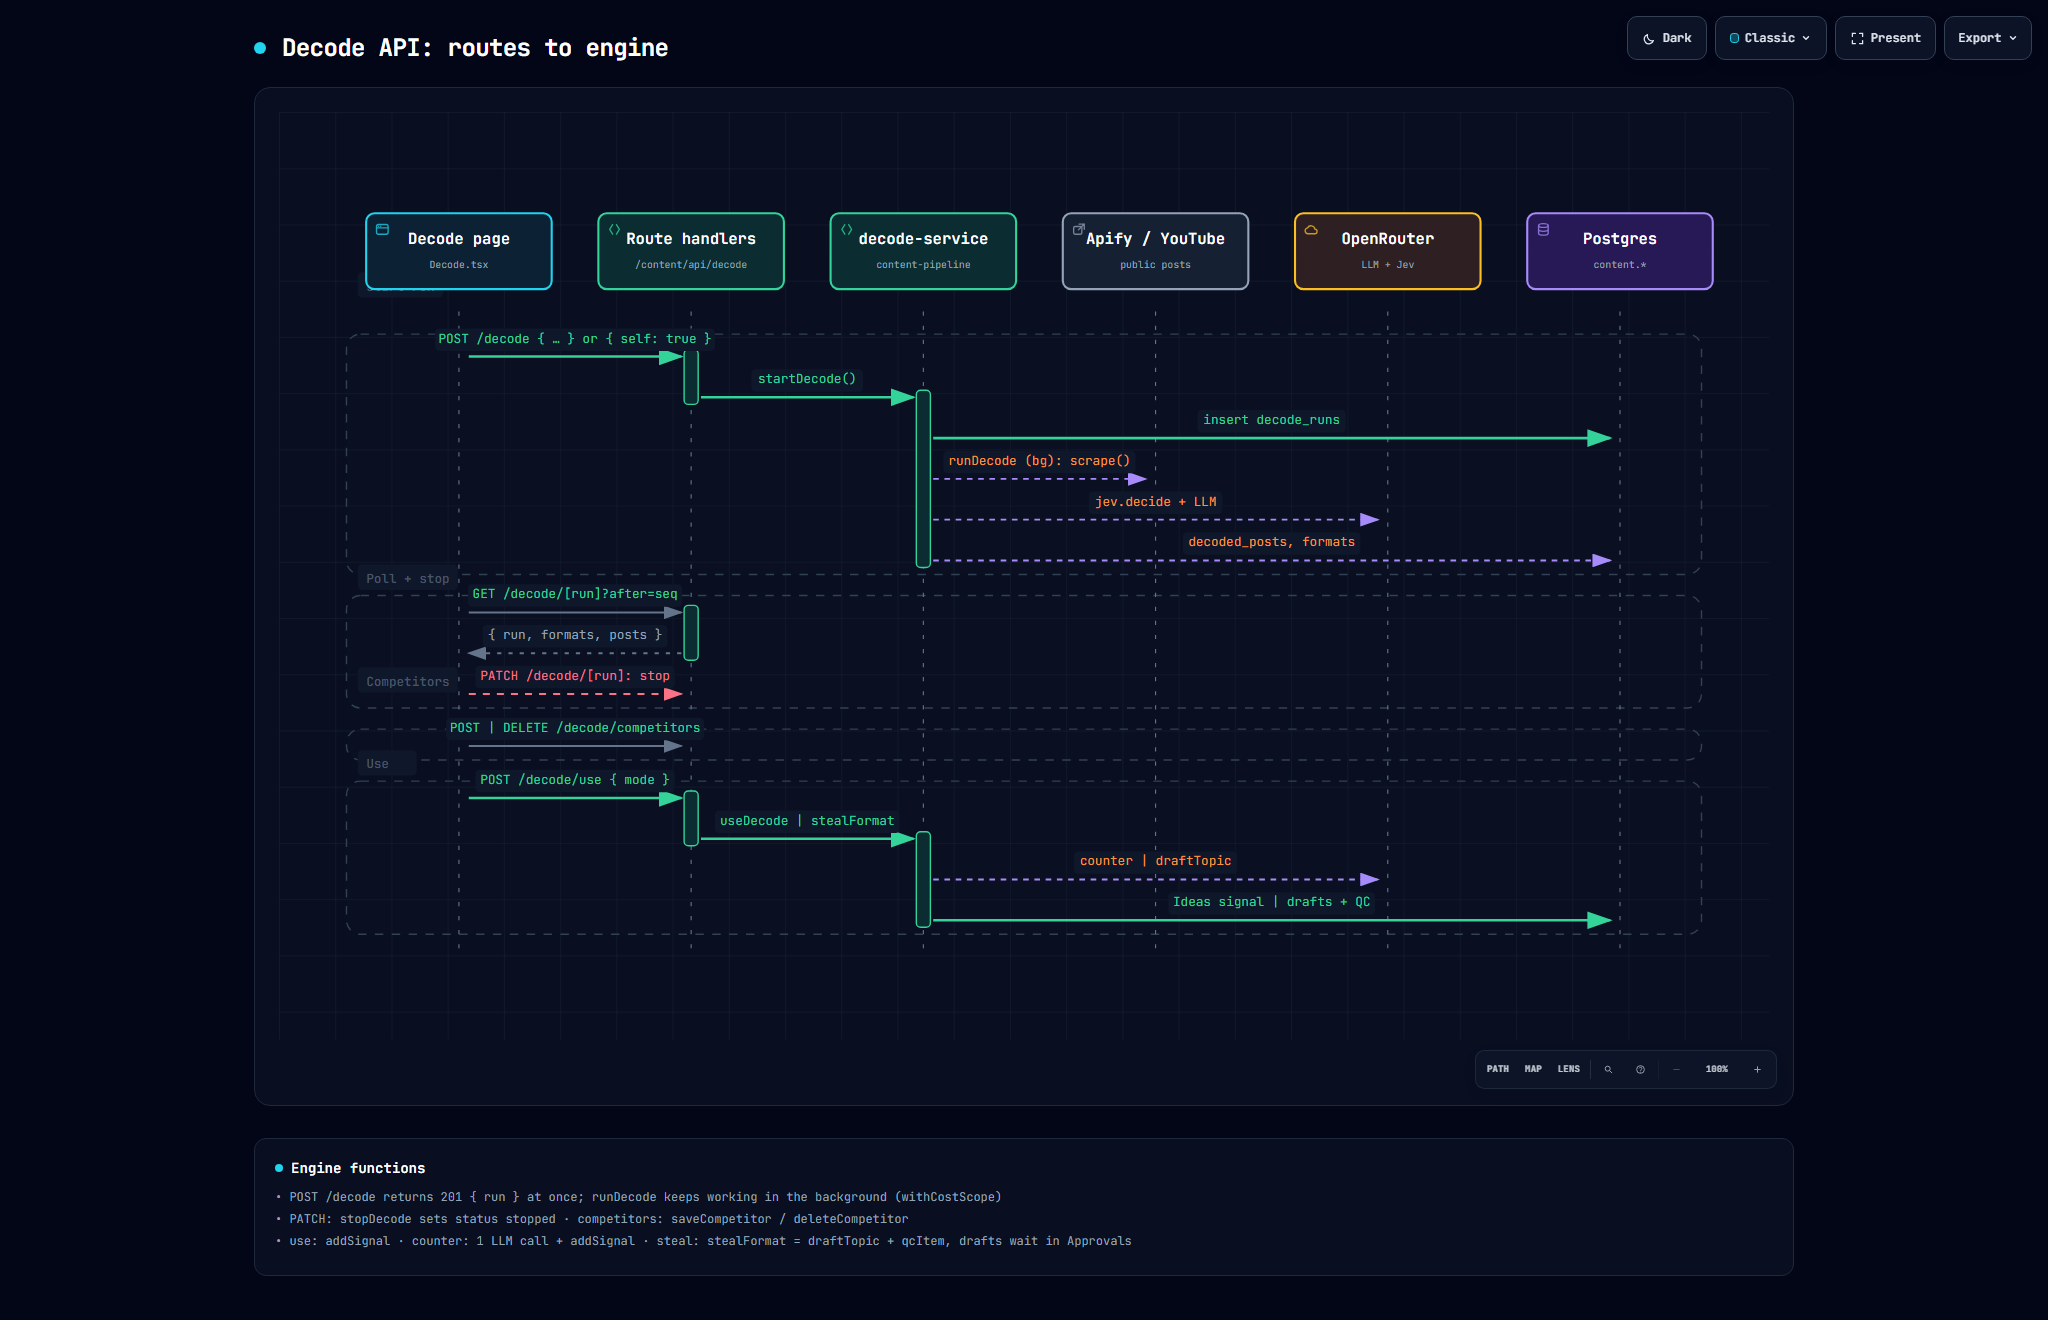 Decode API: routes to engine
Dark
Classic
Present
Export
Decode page
Decode.tsx
Route handlers
/content/api/decode
decode-service
content-pipeline
Apify / YouTube
public posts
OpenRouter
LLM + Jev
Postgres
content.*
POST /decode { … } or { self: true }
startDecode()
insert decode_runs
runDecode (bg): scrape()
jev.decide + LLM
decoded_posts, formats
Poll + stop
GET /decode/[run]?after=seq
{ run, formats, posts }
PATCH /decode/[run]: stop
Competitors
POST | DELETE /decode/competitors
Use
POST /decode/use { mode }
useDecode | stealFormat
counter | draftTopic
Ideas signal | drafts + QC
PATH
MAP
LENS
100%
Engine functions
• POST /decode returns 201 { run } at once; runDecode keeps working in the background (withCostScope)
• PATCH: stopDecode sets status stopped · competitors: saveCompetitor / deleteCompetitor
• use: addSignal · counter: 1 LLM call + addSignal · steal: stealFormat = draftTopic + qcItem, drafts wait in Approvals